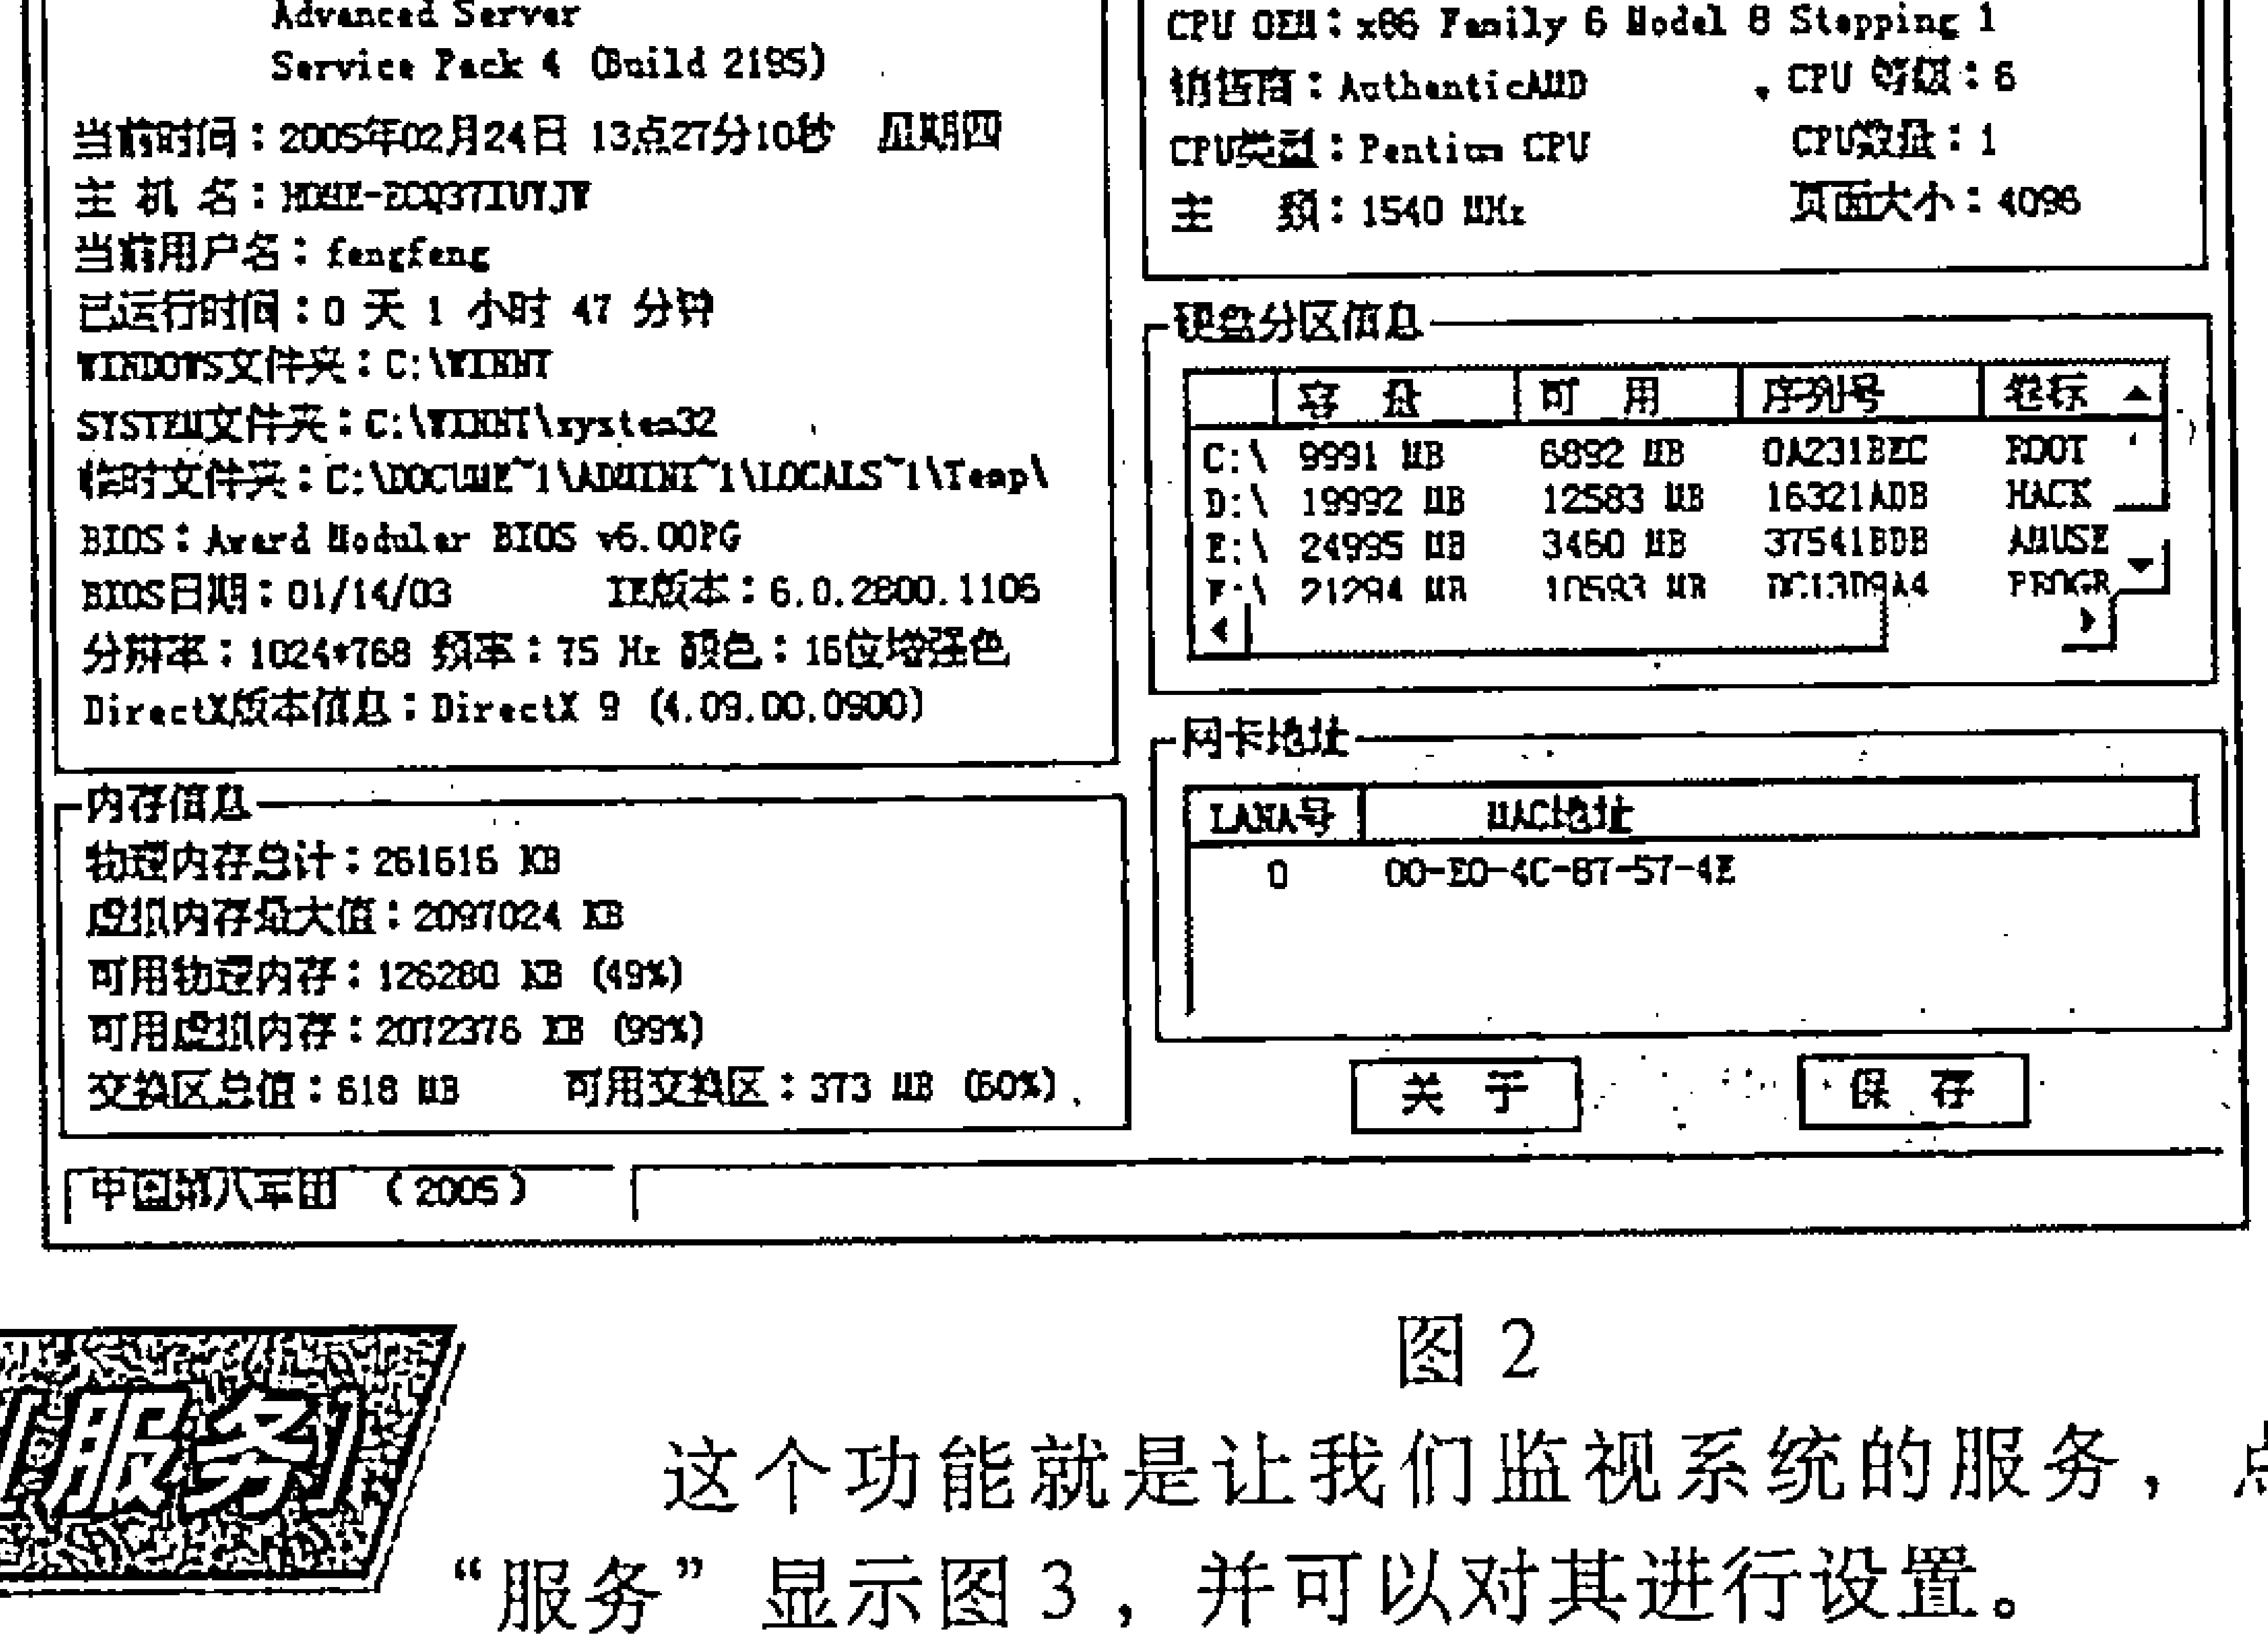 Advanced Server
Service Pack 4 (Build 2195)
当前时间：2005年02月24日 13点27分10秒 星期四
主 机 名：
当前用户名：fengfeng
已运行时间：0 天 1 小时 47 分钟
WINDOWS文件夹：C:\WINNT
SYSTEM文件夹：C:\WINNT\system32
临时文件夹：C:\DOCUME~1\ADMINI~1\LOCALS~1\Temp\
BIOS：Award Modular BIOS v6.00PG
BIOS日期：01/14/03 IE版本：6.0.2800.1106
分辨率：1024*768 频率：75 Hz 颜色：16位增强色
DirectX版本信息：DirectX 9 (4.09.00.0900)
内存信息
物理内存总计：261616 KB
虚拟内存最大值：2097024 KB
可用物理内存：126280 KB (49%)
可用虚拟内存：2072376 KB (99%)
交换区总值：618 MB 可用交换区：373 MB (60%)
CPU OEM：x86 Family 6 Model 8 Stepping 1
销售商：AuthenticAMD CPU 等级：6
CPU类型：Pentium CPU CPU数量：1
主 频：1540 MHz 页面大小：4096
硬盘分区信息
容 量 可 用 序列号 卷标
C:\ 9991 MB 6892 MB 0A231BEC ROOT
D:\ 19992 MB 12583 MB 16321ADB HACK
E:\ 24995 MB 3460 MB 37541BDB AMUSE
F:\ 21294 MB 10593 MB DC13D9A4 PROGR
网卡地址
LANA号 MAC地址
0 00-E0-4C-87-57-4E
关 于 保 存
中国第八军团 （2005）
图 2
[服务]
这个功能就是让我们监视系统的服务，点
“服务”显示图 3，并可以对其进行设置。